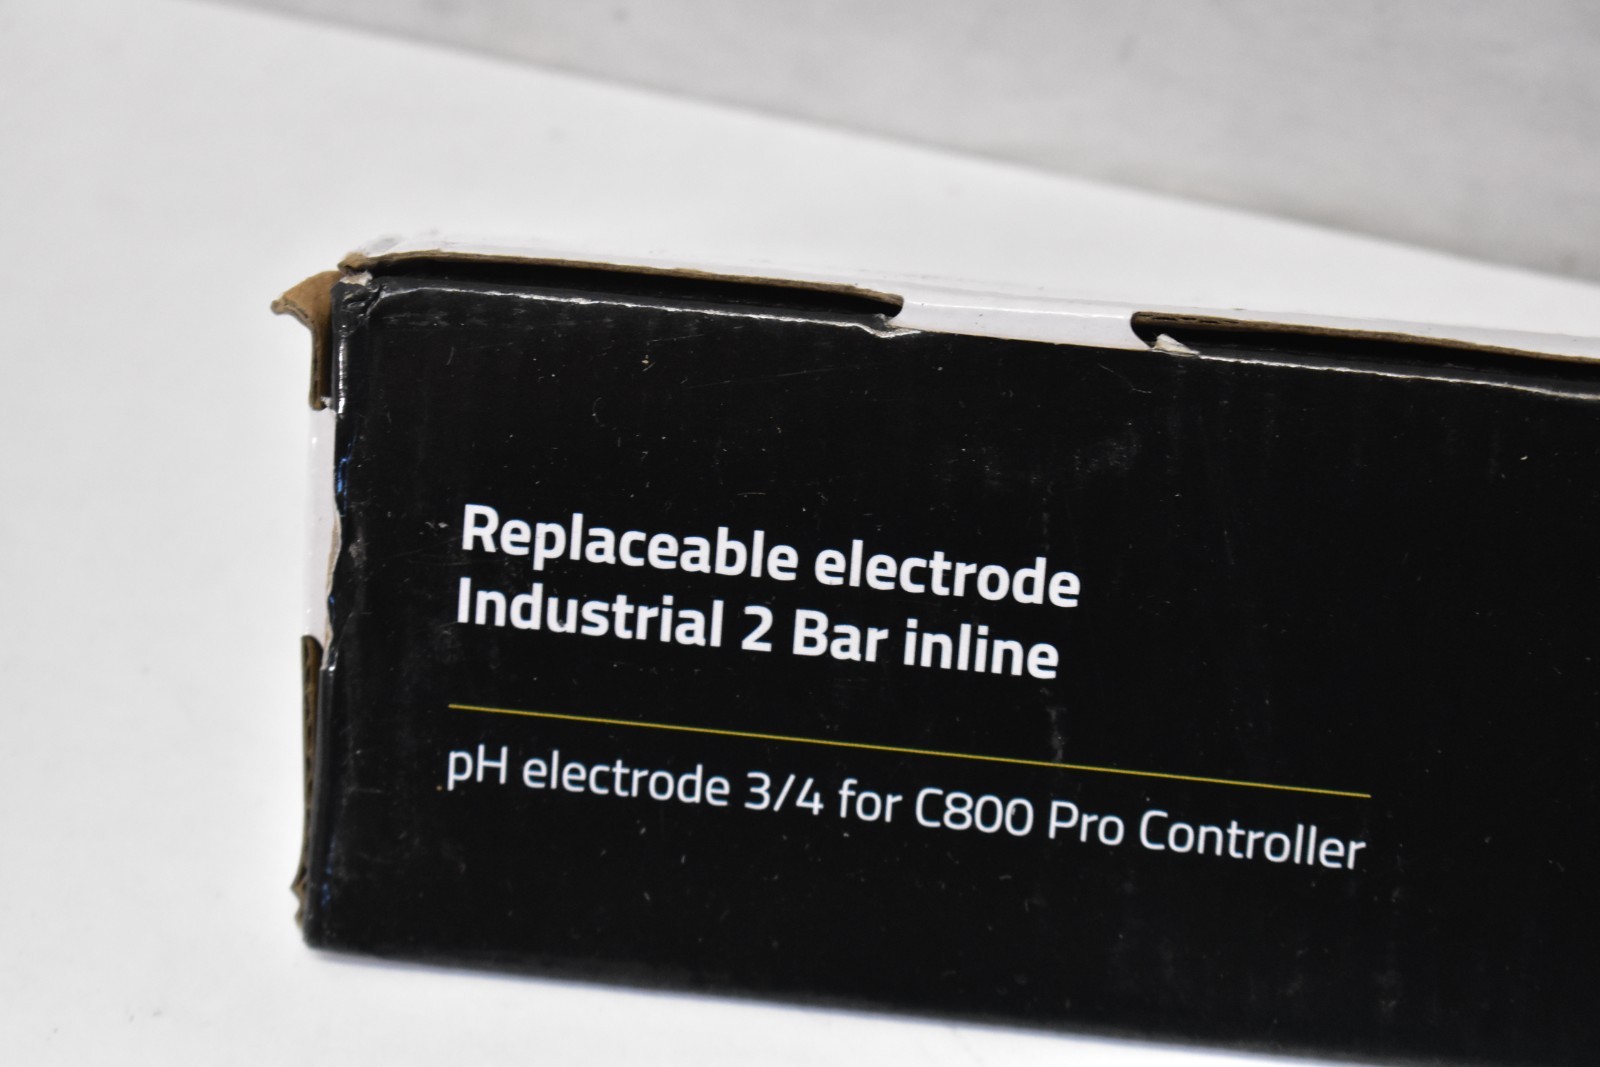 Replaceable electrode
Industrial 2 Bar inline
pH electrode 3/4 for C800 Pro Controller